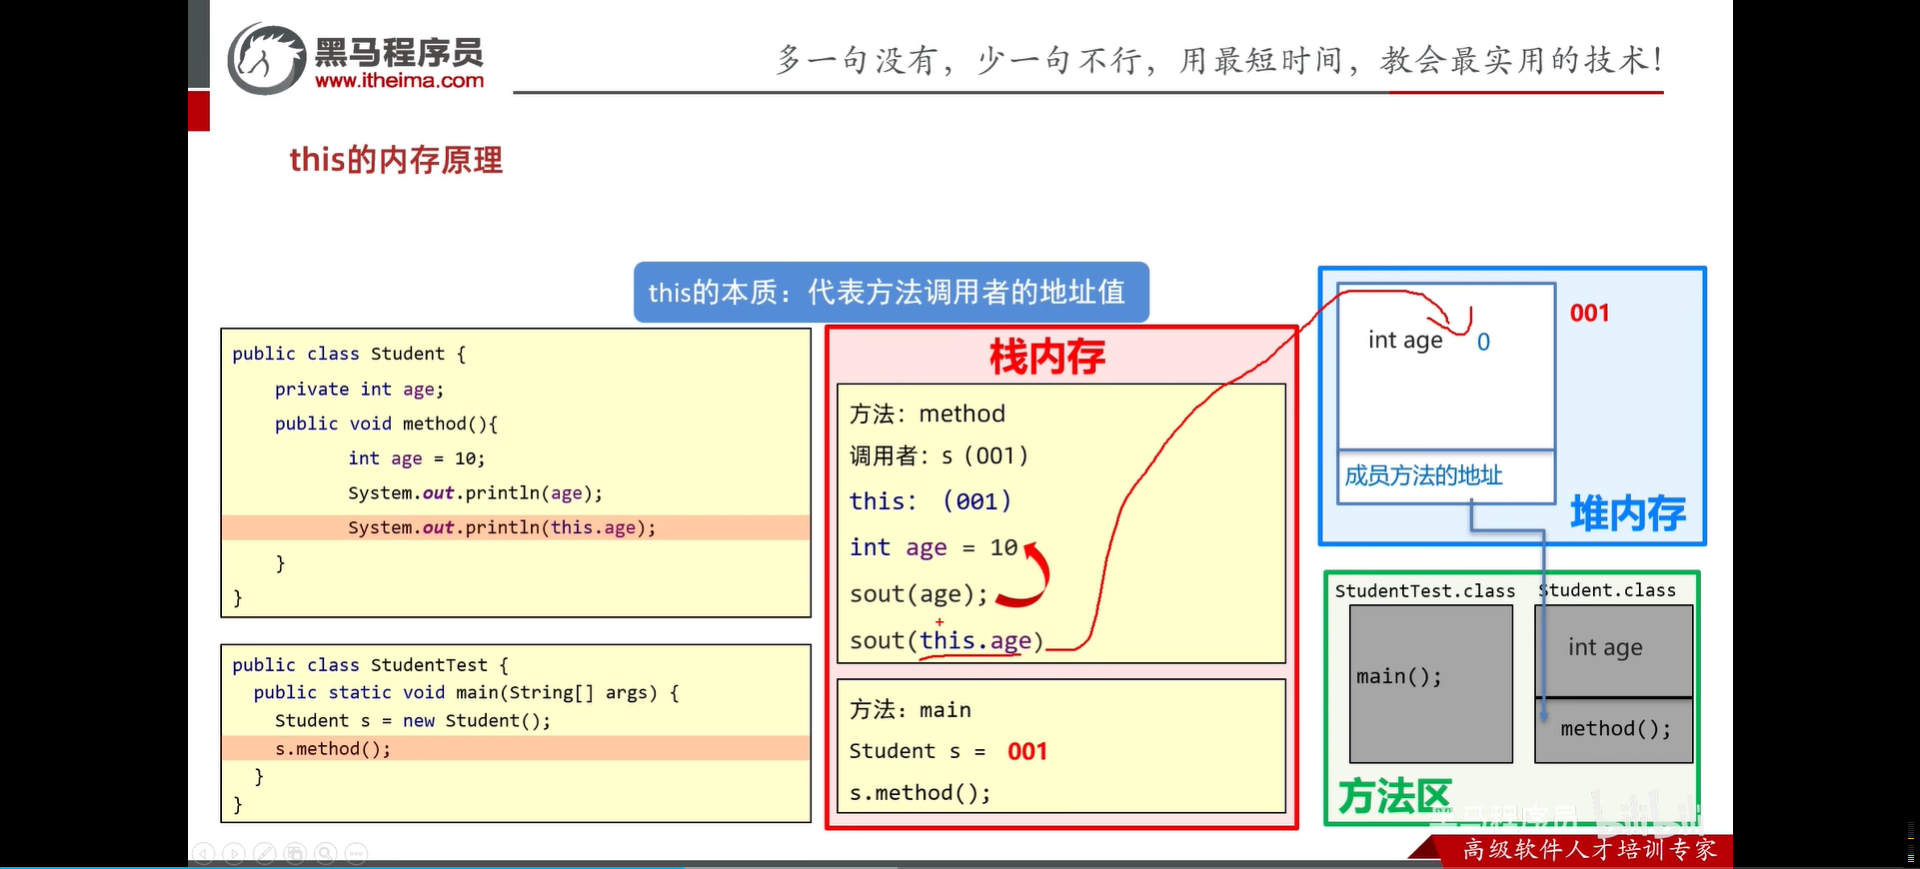 黑马程序员
www.itheima.com
多一句没有，少一句不行，用最短时间，教会最实用的技术！
this的内存原理
this的本质：代表方法调用者的地址值
public class Student {
private int age;
public void method(){
int age = 10;
System.out.println(age);
System.out.println(this.age);
}
}
public class StudentTest {
public static void main(String[] args) {
Student s = new Student();
s.method();
}
}
栈内存
方法：method
调用者：s（001）
this：（001）
int age = 10
sout(age);
sout(this.age)
方法：main
Student s = 001
s.method();
int age 0
001
成员方法的地址
堆内存
StudentTest.class
main();
Student.class
int age
method();
方法区
黑马程序员 bilibili
高级软件人才培训专家